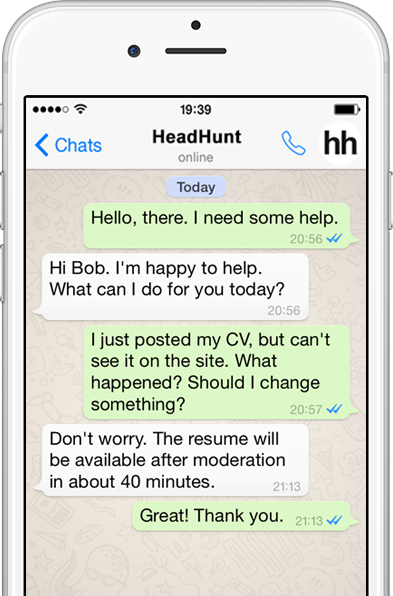 19:39
Chats
HeadHunt
online
hh
Today
Hello, there. I need some help.
20:56
Hi Bob. I'm happy to help.
What can I do for you today?
20:56
I just posted my CV, but can't
see it on the site. What
happened? Should I change
something?
20:57
Don't worry. The resume will
be available after moderation
in about 40 minutes.
21:13
Great! Thank you.
21:13